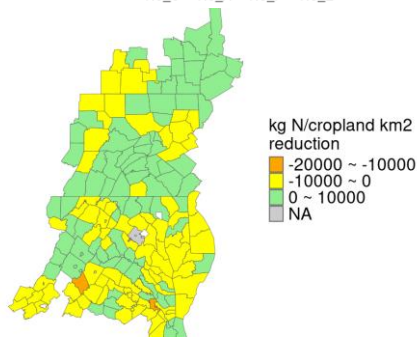 kg N/cropland km2
reduction
-20000 ~ -10000
-10000 ~ 0
0 ~ 10000
NA